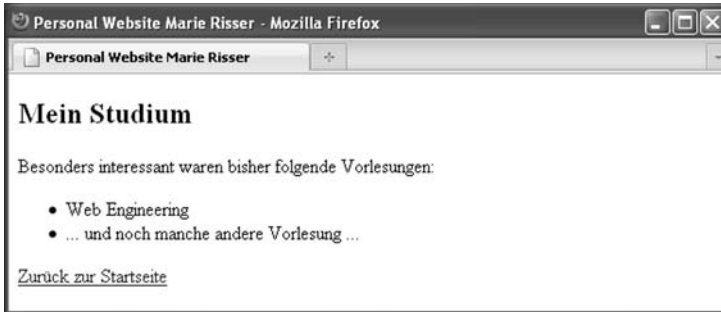 Personal Website Marie Risser - Mozilla Firefox
Personal Website Marie Risser
Mein Studium
Besonders interessant waren bisher folgende Vorlesungen:
• Web Engineering
• ... und noch manche andere Vorlesung ...
Zurück zur Startseite